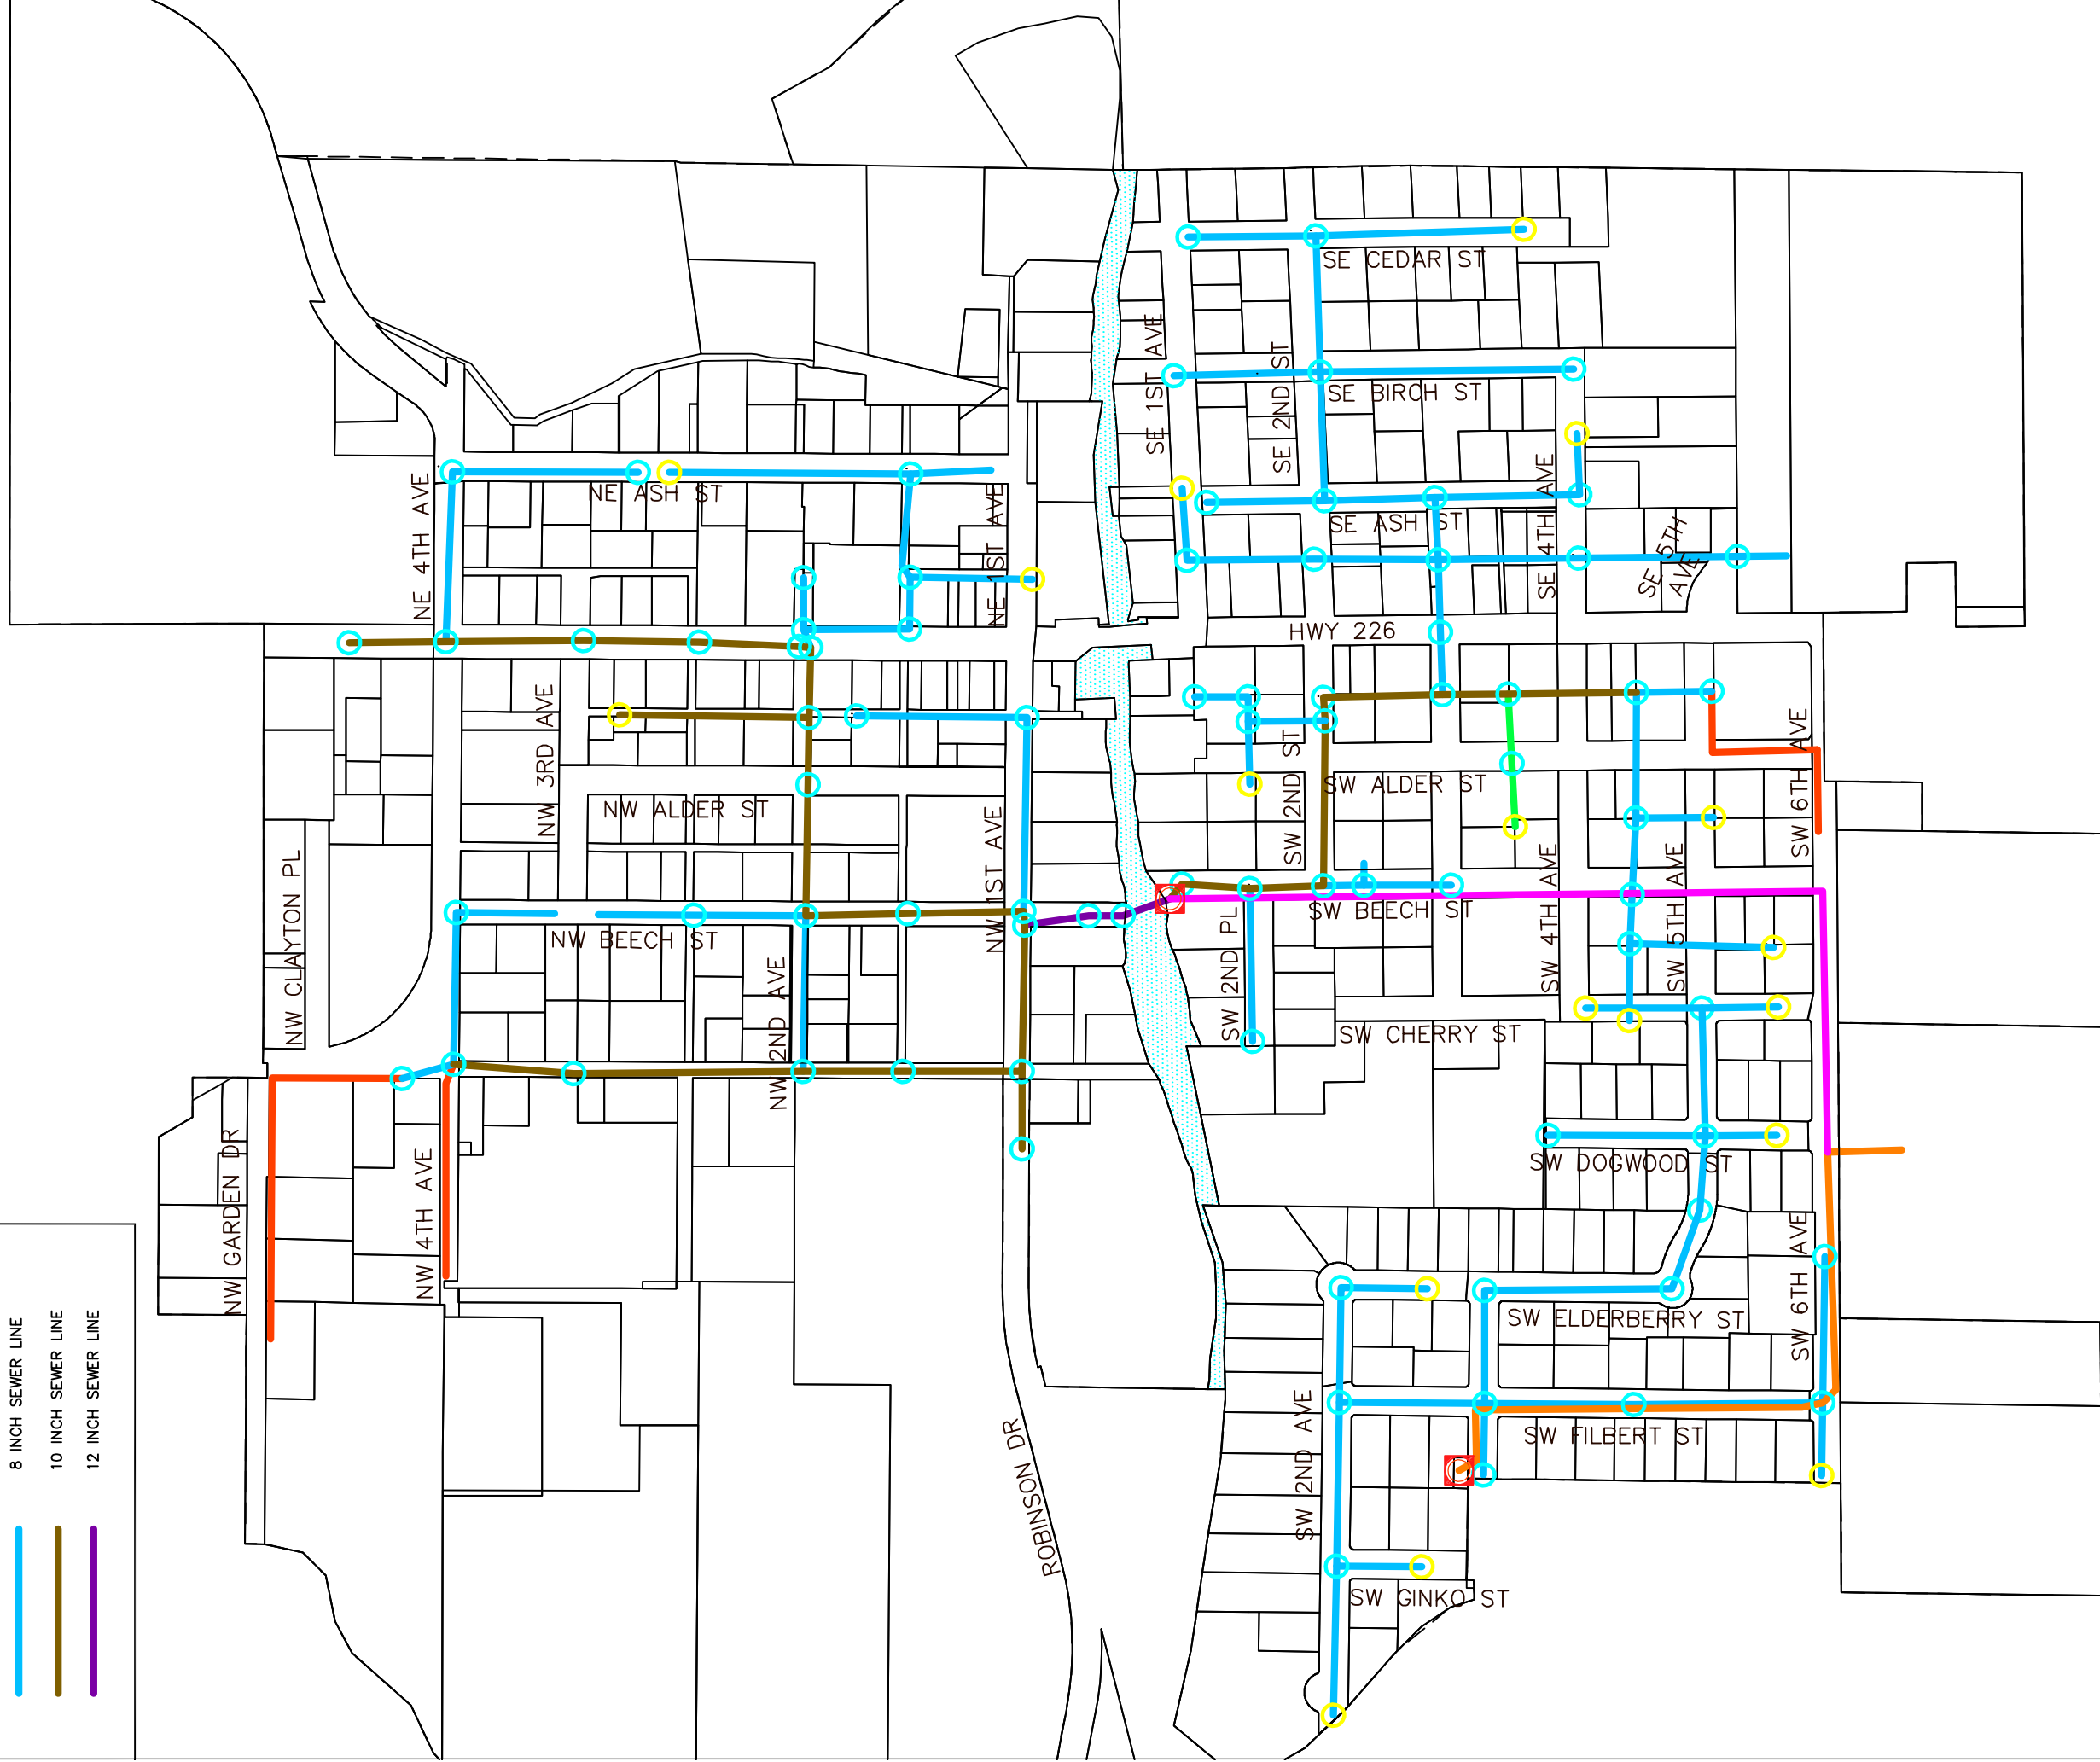 SE CEDAR ST
SE 1ST AVE
SE 2ND ST
SE BIRCH ST
NE 4TH AVE
NE ASH ST
NE 1ST AVE
SE ASH ST
SE 4TH AVE
SE 5TH
AVE
HWY 226
NW 3RD AVE
NW ALDER ST
SW 2ND ST
SW ALDER ST
SW 6TH AVE
NW CLAYTON PL
NW 1ST AVE
SW 4TH AVE
SW 5TH AVE
NW BEECH ST
SW BEECH ST
NW 2ND AVE
SW 2ND PL
SW CHERRY ST
NW GARDEN DR
NW 4TH AVE
SW DOGWOOD ST
SW 6TH AVE
SW ELDERBERRY ST
SW 2ND AVE
SW FILBERT ST
ROBINSON DR
SW GINKO ST
8 INCH SEWER LINE
10 INCH SEWER LINE
12 INCH SEWER LINE